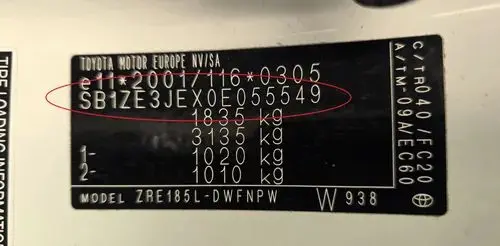 TOYOTA MOTOR EUROPE NV/SA
e11*2001/116*0305
SB1ZE3JEX0E055549
1835 kg
3135 kg
1- 1020 kg
2- 1010 kg
MODEL ZRE185L-DWFNPW W 938
C/TR040/FC20
A/TM-09A/EC60
TIRE LOADING INFORMATION